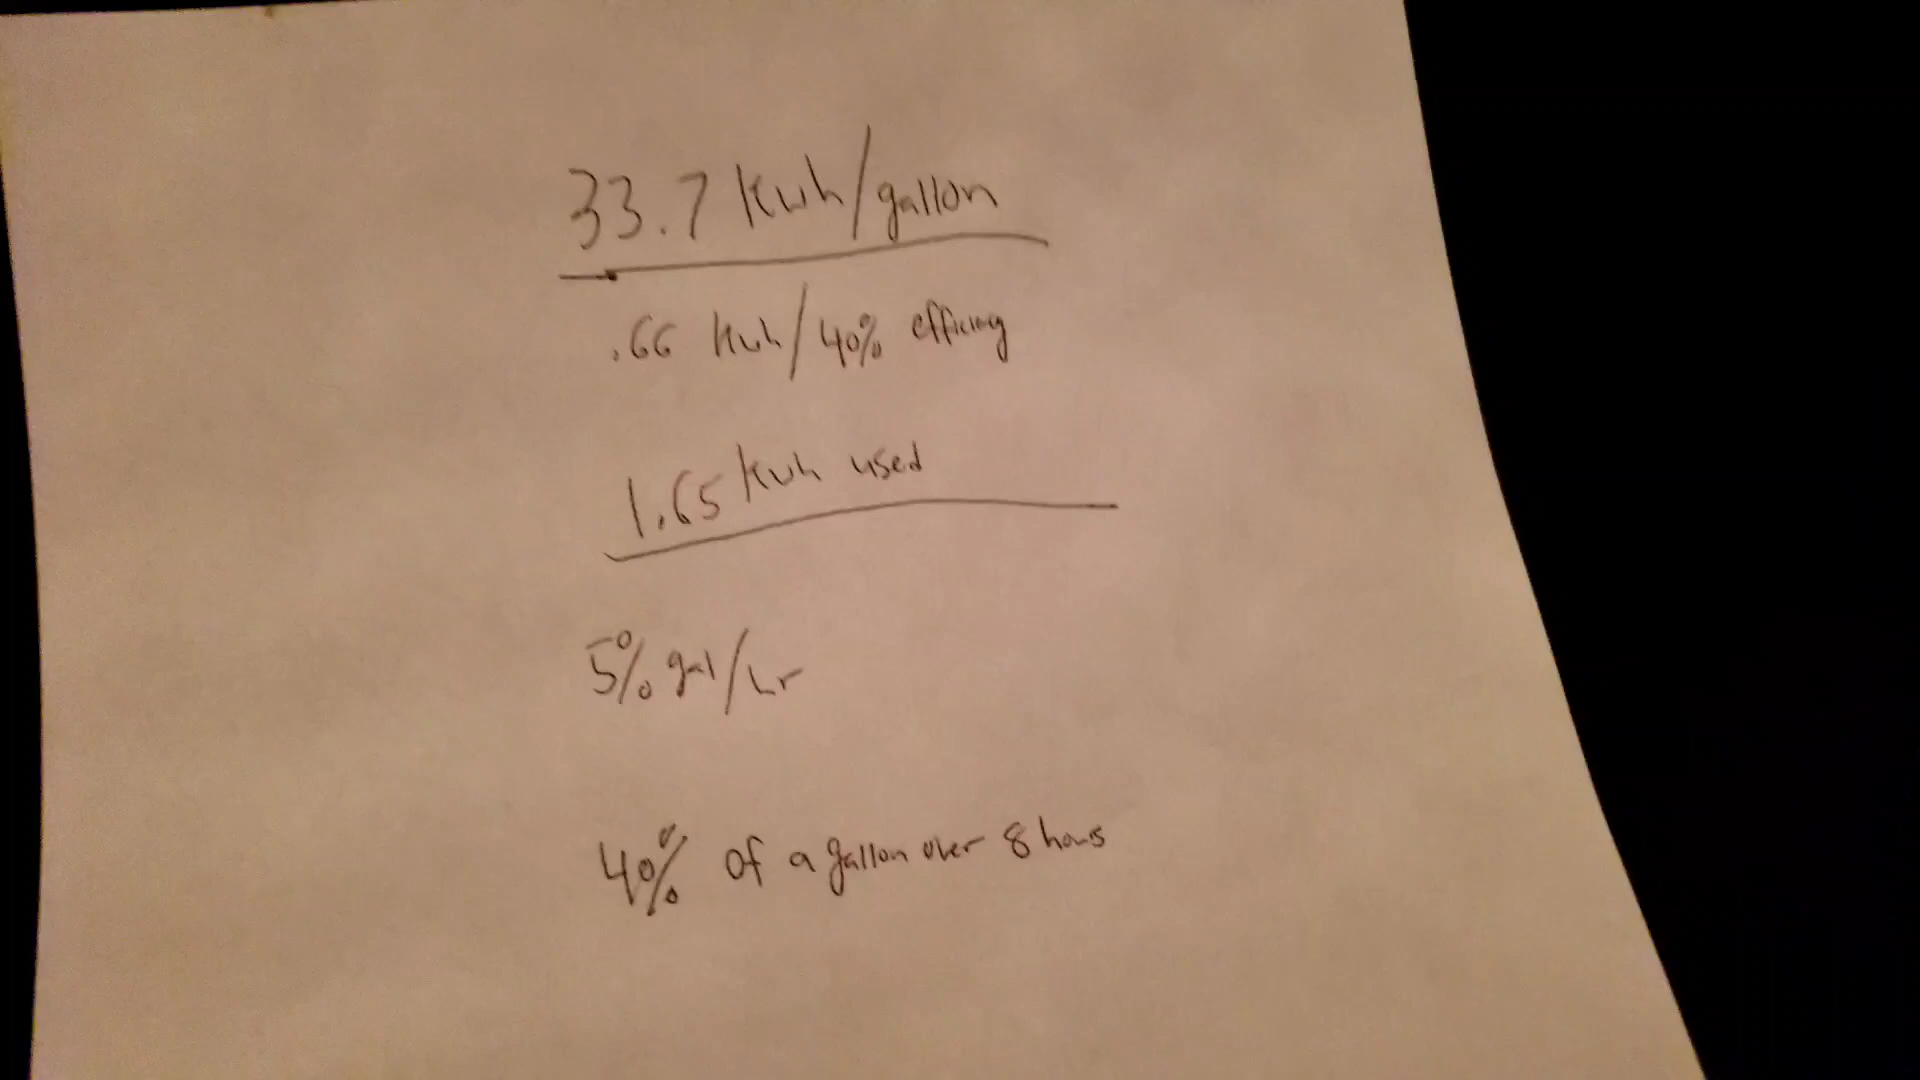 33.7 Kwh/gallon
.66 Kwh/40% efficiency
1.65 Kwh used
5% gal/hr
40% of a gallon over 8 hours